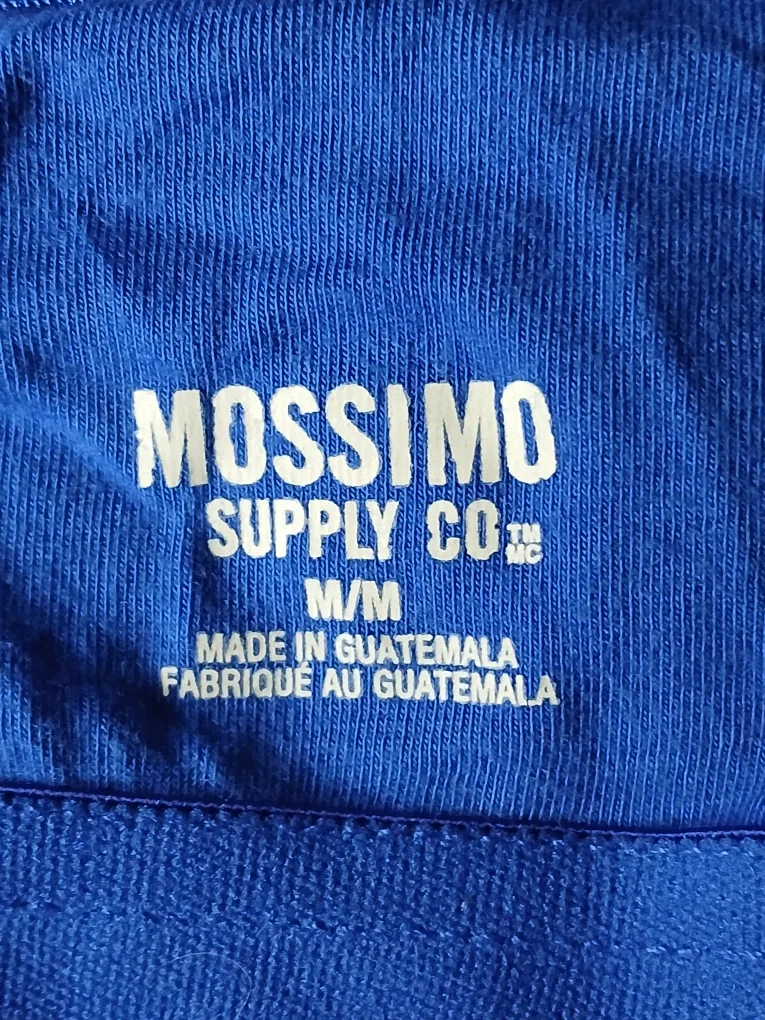 MOSSIMO
SUPPLY CO TM MC
M/M
MADE IN GUATEMALA
FABRIQUÉ AU GUATEMALA